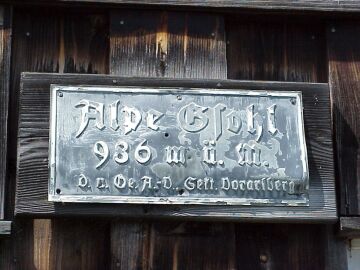 Alpe Gsohl
936 m ü. M.
D. u. Oe. A.-V., Sekt. Vorarlberg